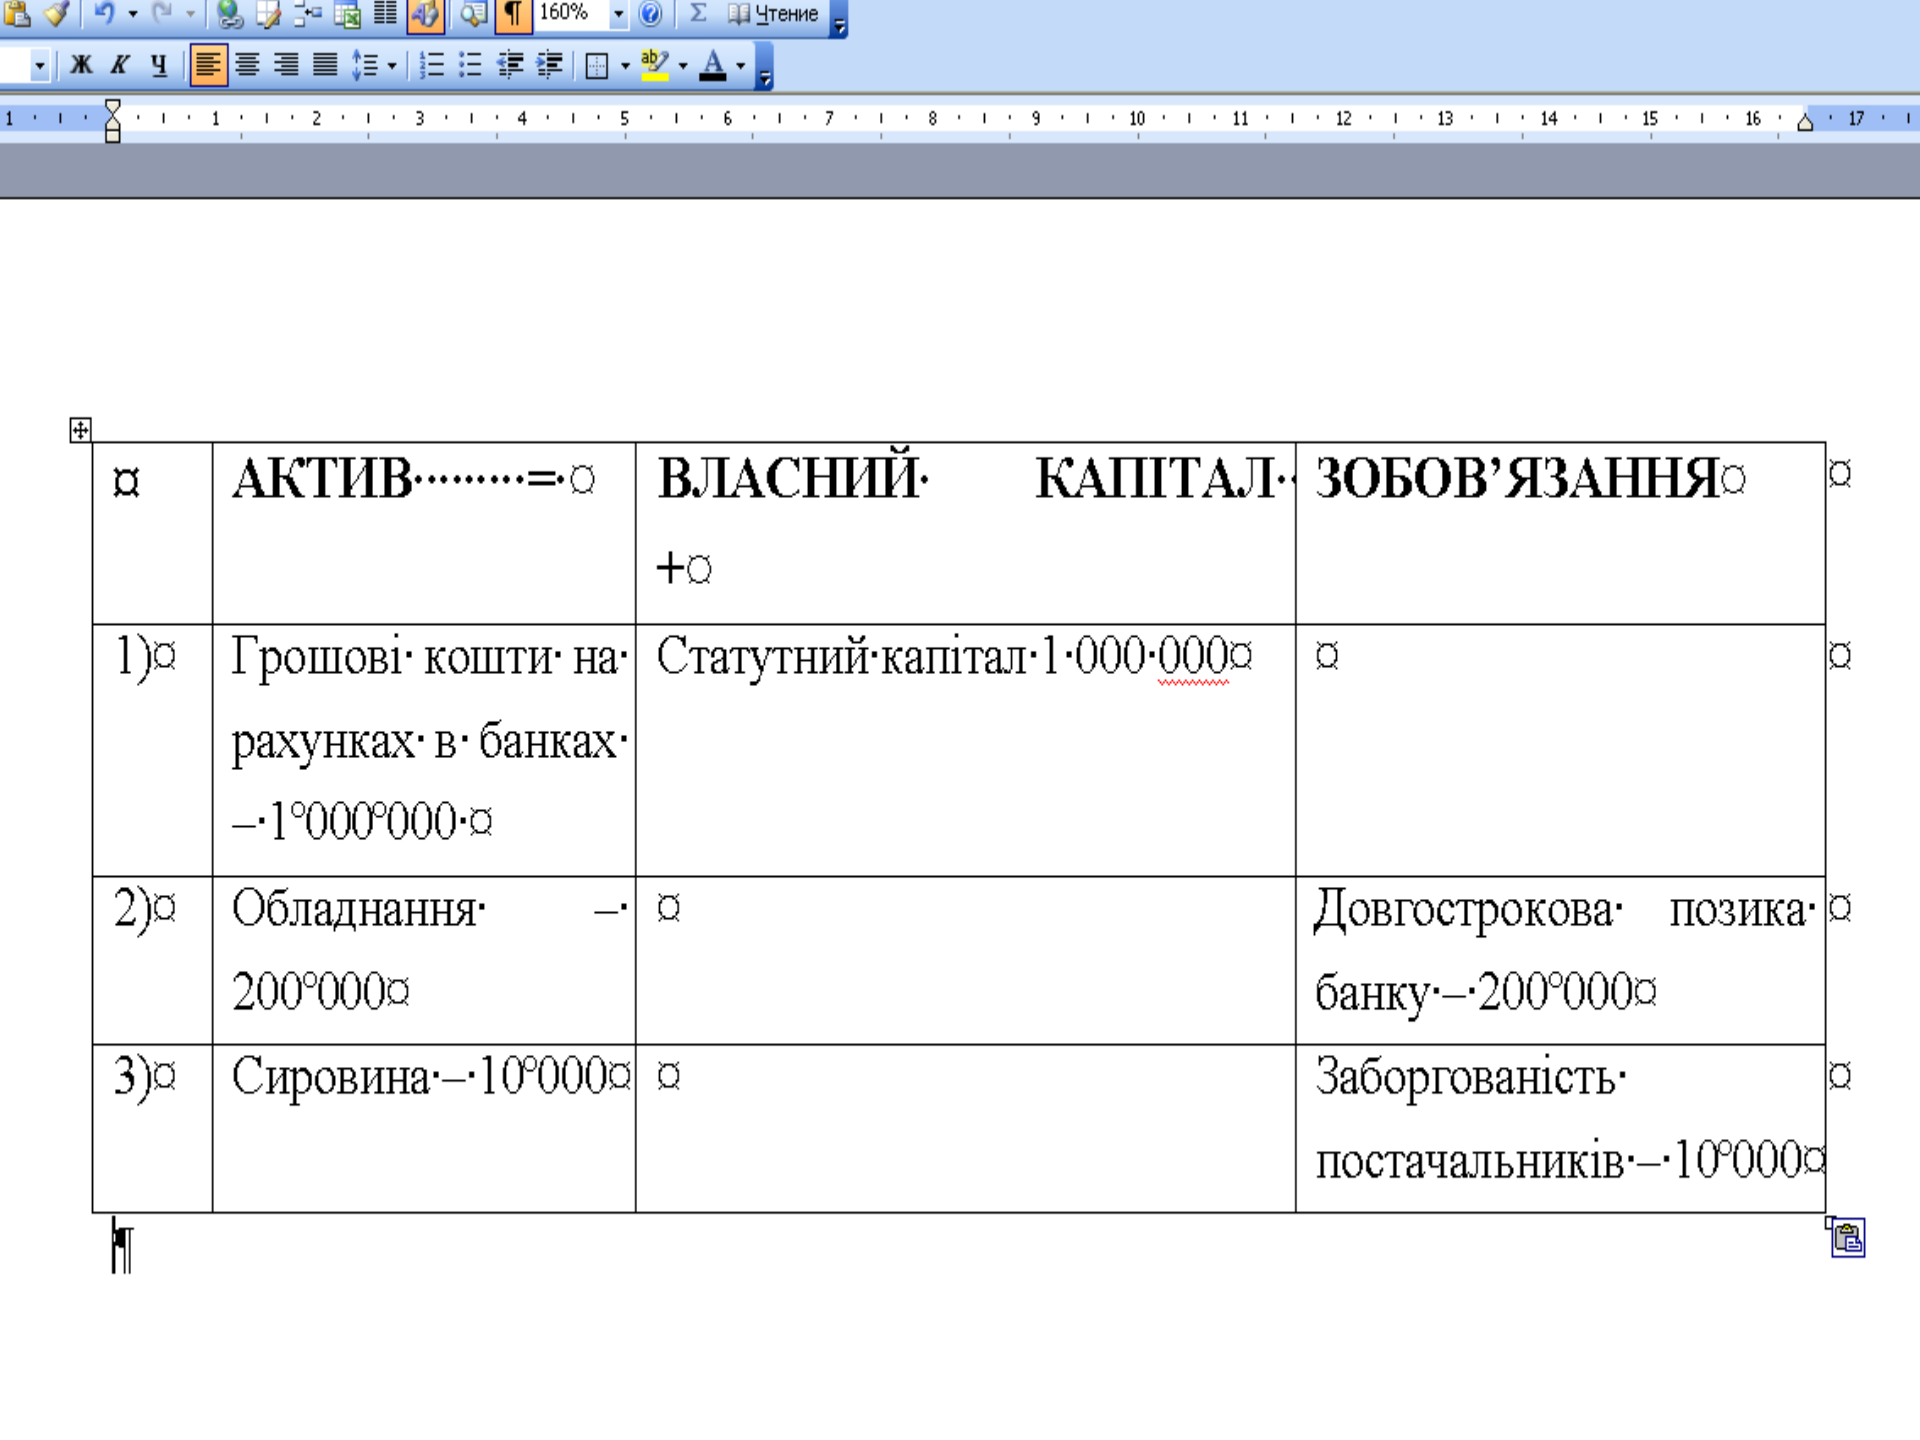 160%
Чтение
Ж К Ч
1 1 2 3 4 5 6 7 8 9 10 11 12 13 14 15 16 17
АКТИВ =
ВЛАСНИЙ КАПІТАЛ
+
ЗОБОВ’ЯЗАННЯ
1)
Грошові кошти на
рахунках в банках
– 1 000 000
Статутний капітал 1 000 000
2)
Обладнання –
200 000
Довгострокова позика
банку – 200 000
3)
Сировина – 10 000
Заборгованість
постачальників – 10 000